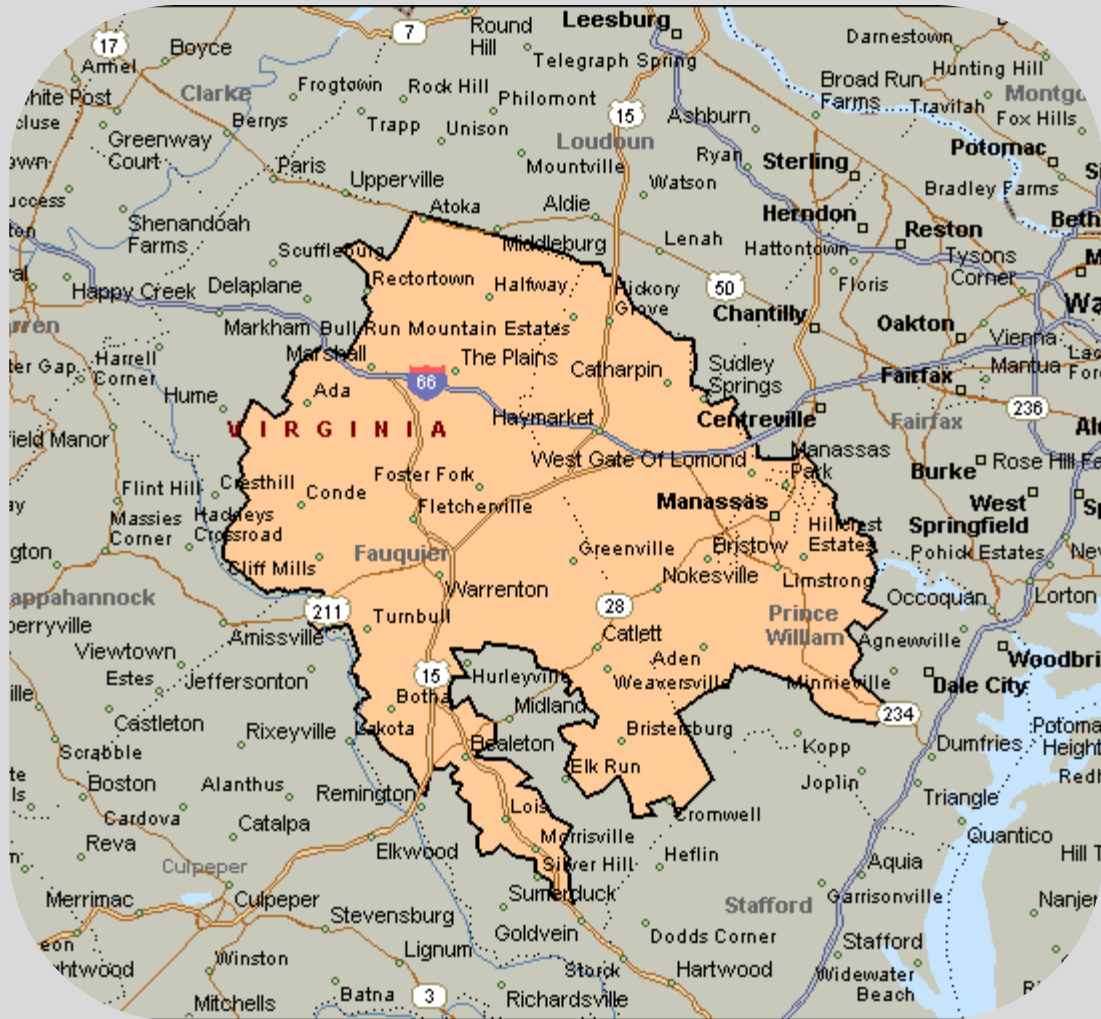 Leesburg
Round
Hill
7
17
Boyce
Telegraph Spring
Darnestown
Armel
Frogtown
Rock Hill
Philomont
Broad Run
Farms
Hunting Hill
Clarke
Travilah
Berrys
Trapp
Unison
15
Ashburn
Fox Hills
Greenway
Court
Loudoun
Mountville
Ryan
Sterling
Potomac
Paris
Upperville
Watson
Bradley Farms
Shenandoah
Farms
Atoka
Aldie
Herndon
Reston
Scuffleburg
Middleburg
Lenah
Hattontown
Tysons
Corner
Happy Creek
Delaplane
Rectortown
Halfway
Hickory
Grove
50
Floris
Markham
Bull Run Mountain Estates
Chantilly
Oakton
Vienna
Harrell
Corner
Marshall
The Plains
Catharpin
Sudley
Springs
Mantua
Hume
Ada
66
Fairfax
236
VIRGINIA
Haymarket
Centreville
Fairfax
West Gate Of Lomond
Manassas
Park
Burke
Rose Hill
Flint Hill
Cresthill
Conde
Foster Fork
Fletcherville
Manassas
West
Springfield
Massies
Corner
Hackleys
Crossroad
Hillcrest
Estates
Pohick Estates
Cliff Mills
Fauquier
Greenville
Bristow
Nokesville
Limstrong
Warrenton
Occoquan
Lorton
211
Turnbull
28
Prince
William
Amissville
Catlett
Agnewville
Viewtown
Estes
Jeffersonton
15
Hurleyville
Aden
Weaversville
Minnieville
Dale City
Castleton
Botha
Midland
234
Rixeyville
Lakota
Bealeton
Bristersburg
Kopp
Dumfries
Scrabble
Elk Run
Joplin
Boston
Alanthus
Remington
Lois
Cromwell
Triangle
Cardova
Catalpa
Morrisville
Quantico
Reva
Elkwood
Silver Hill
Heflin
Aquia
Culpeper
Sumerduck
Garrisonville
Merrimac
Culpeper
Stevensburg
Goldvein
Stafford
Dodds Corner
Stafford
Lignum
Winston
Storck
Hartwood
Widewater
Beach
Batna
3
Richardsville
Mitchells